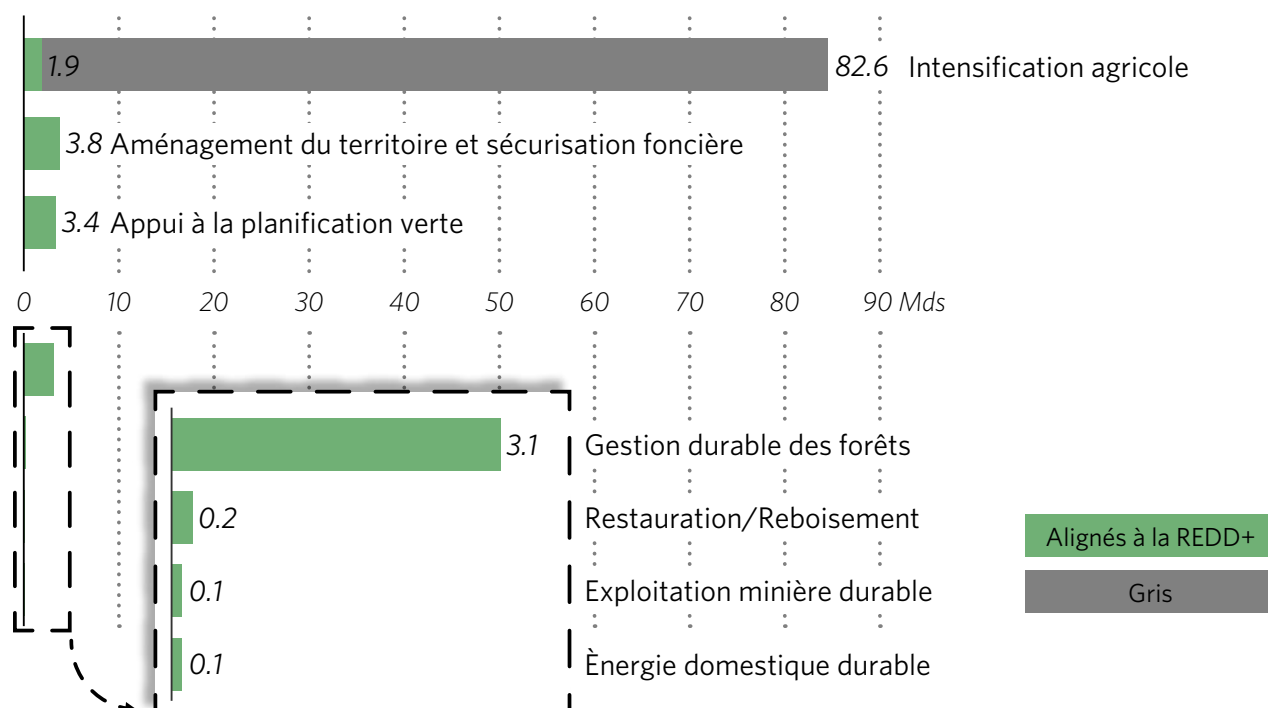 1.9 82.6 Intensification agricole
3.8 Aménagement du territoire et sécurisation foncière
3.4 Appui à la planification verte
0 10 20 30 40 50 60 70 80 90 Mds
3.1 Gestion durable des forêts
0.2 Restauration/Reboisement
0.1 Exploitation minière durable
0.1 Ènergie domestique durable
Alignés à la REDD+
Gris